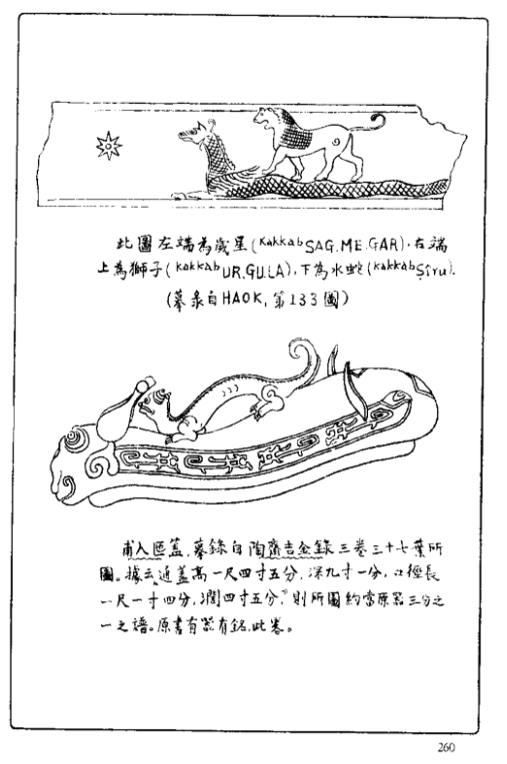 此圖左端為歲星(kakkab SAG.ME.GAR),右端
上為獅子(kakkab UR.GU.LA),下為水蛇(kakkab Ṣîru).
(摹彔自HAOK,第133圖)
甫入匜蓋.摹錄自陶齋吉金錄三卷三十七葉所
圖。據云通蓋高一尺四寸五分,深九寸一分,口徑長
一尺一寸四分,濶四寸五分,則所圖約當原器三分之
一之譜。原書有器有銘,此
260